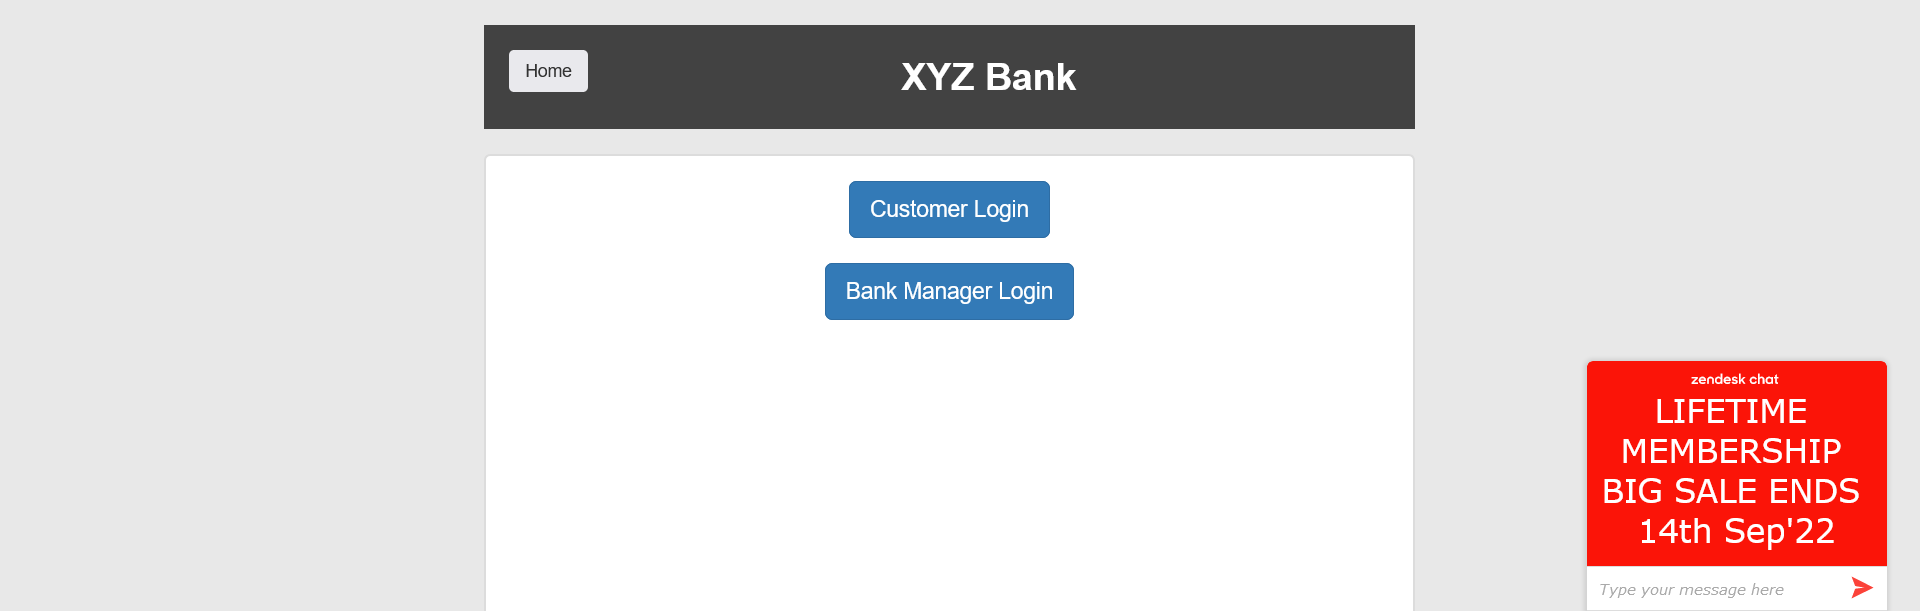 Home
XYZ Bank
Customer Login
Bank Manager Login
zendesk chat
LIFETIME
MEMBERSHIP
BIG SALE ENDS
14th Sep'22
Type your message here